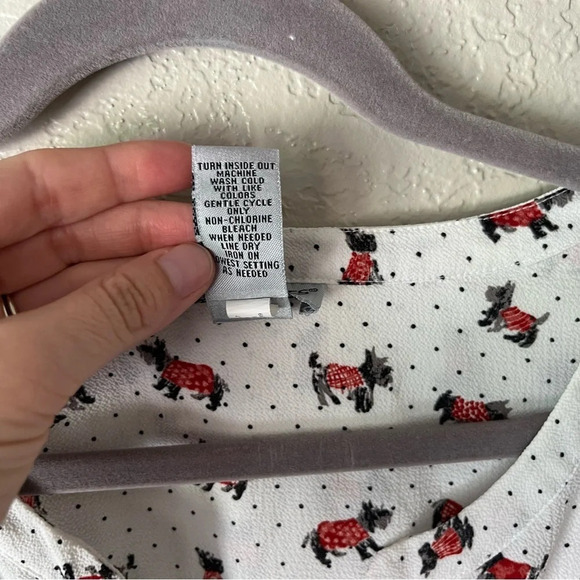 TURN INSIDE OUT
MACHINE
WASH COLD
WITH LIKE
COLORS
GENTLE CYCLE
ONLY
NON-CHLORINE
BLEACH
WHEN NEEDED
LINE DRY
IRON ON
LOWEST SETTING
AS NEEDED